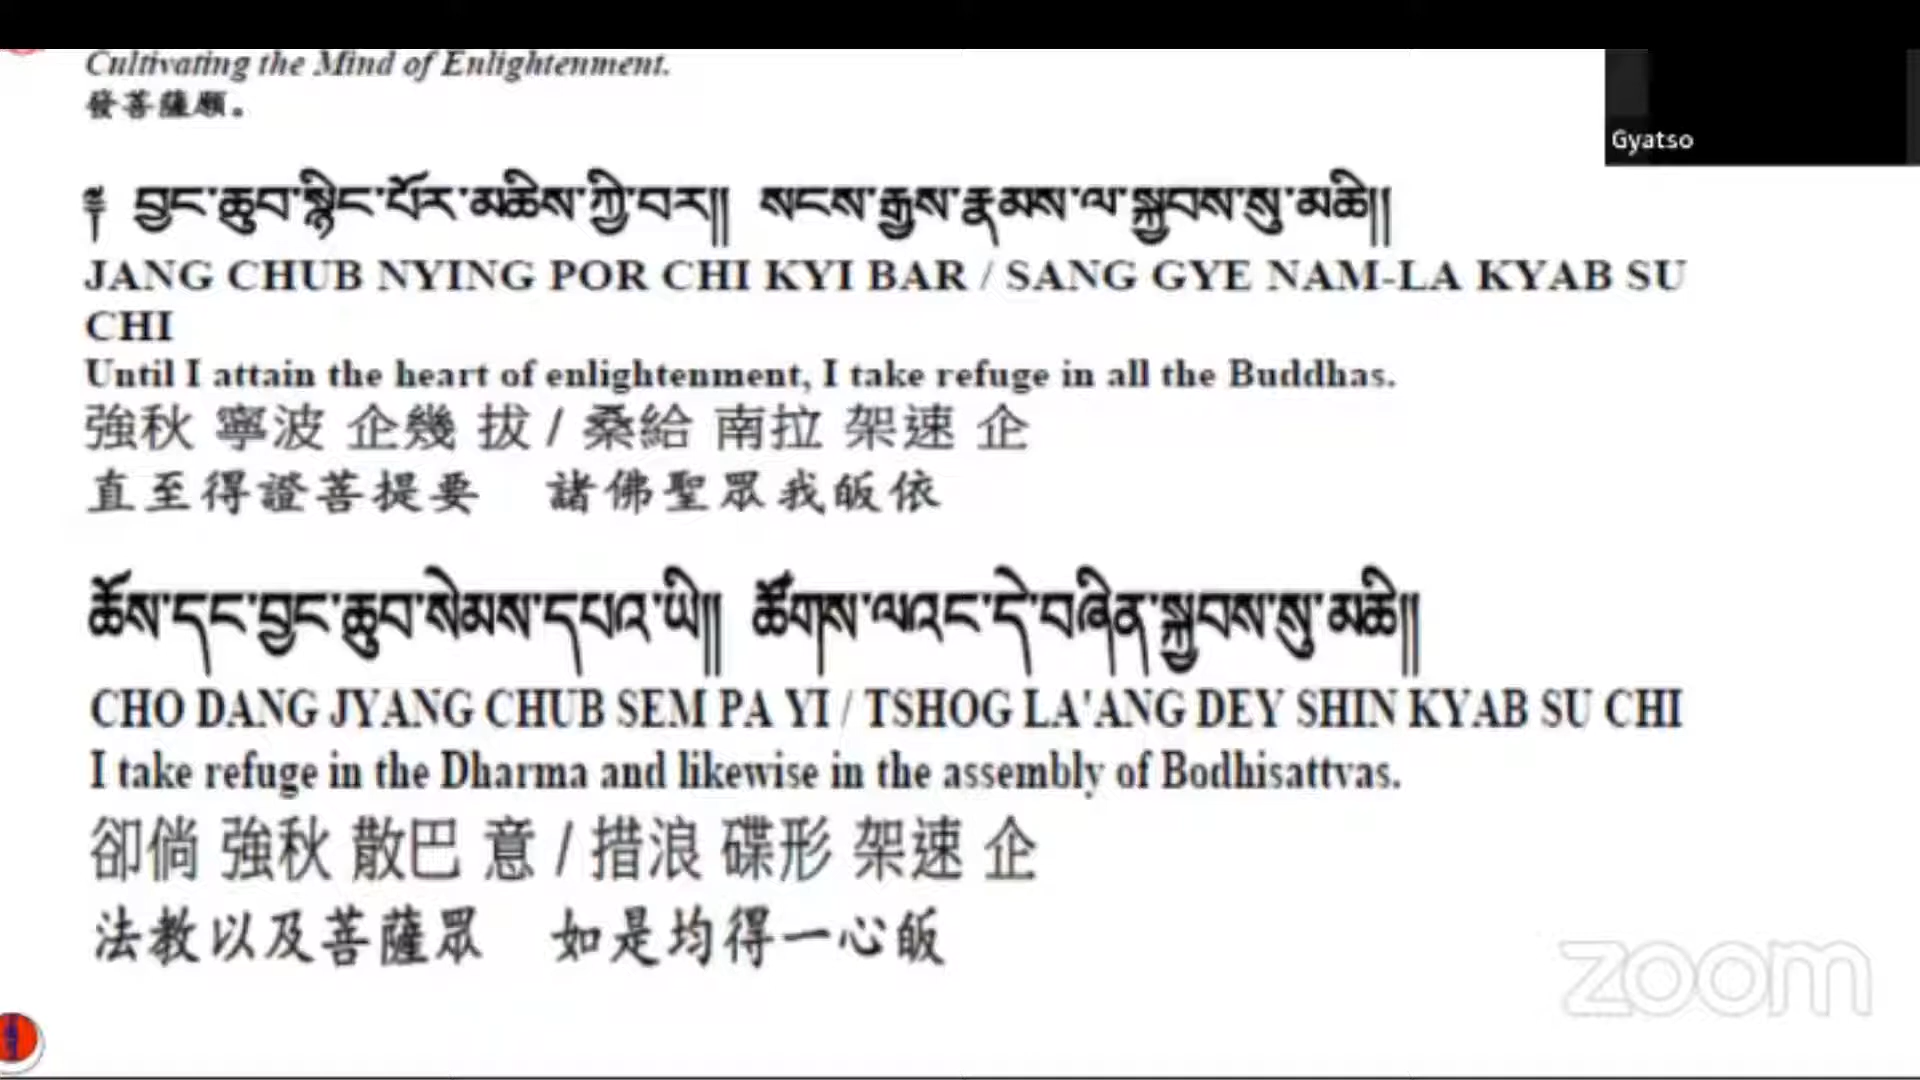 Cultivating the Mind of Enlightenment.
發菩薩願。
Gyatso
༈ བྱང་ཆུབ་སྙིང་པོར་མཆིས་ཀྱི་བར།། སངས་རྒྱས་རྣམས་ལ་སྐྱབས་སུ་མཆི།།
JANG CHUB NYING POR CHI KYI BAR / SANG GYE NAM-LA KYAB SU
CHI
Until I attain the heart of enlightenment, I take refuge in all the Buddhas.
強秋 寧波 企幾 拔 / 桑給 南拉 架速 企
直至得證菩提要 諸佛聖眾我皈依
ཆོས་དང་བྱང་ཆུབ་སེམས་དཔའ་ཡི།། ཚོགས་ལའང་དེ་བཞིན་སྐྱབས་སུ་མཆི།།
CHO DANG JYANG CHUB SEM PA YI / TSHOG LA'ANG DEY SHIN KYAB SU CHI
I take refuge in the Dharma and likewise in the assembly of Bodhisattvas.
卻倘 強秋 散巴 意 / 措浪 碟形 架速 企
法教以及菩薩眾 如是均得一心皈
zoom